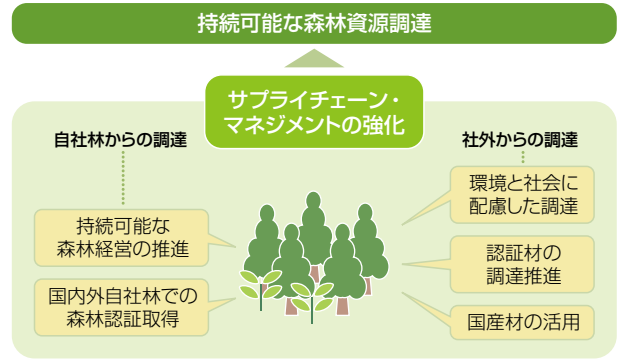 持続可能な森林資源調達
サプライチェーン・
マネジメントの強化
自社林からの調達
持続可能な
森林経営の推進
国内外自社林での
森林認証取得
社外からの調達
環境と社会に
配慮した調達
認証材の
調達推進
国産材の活用